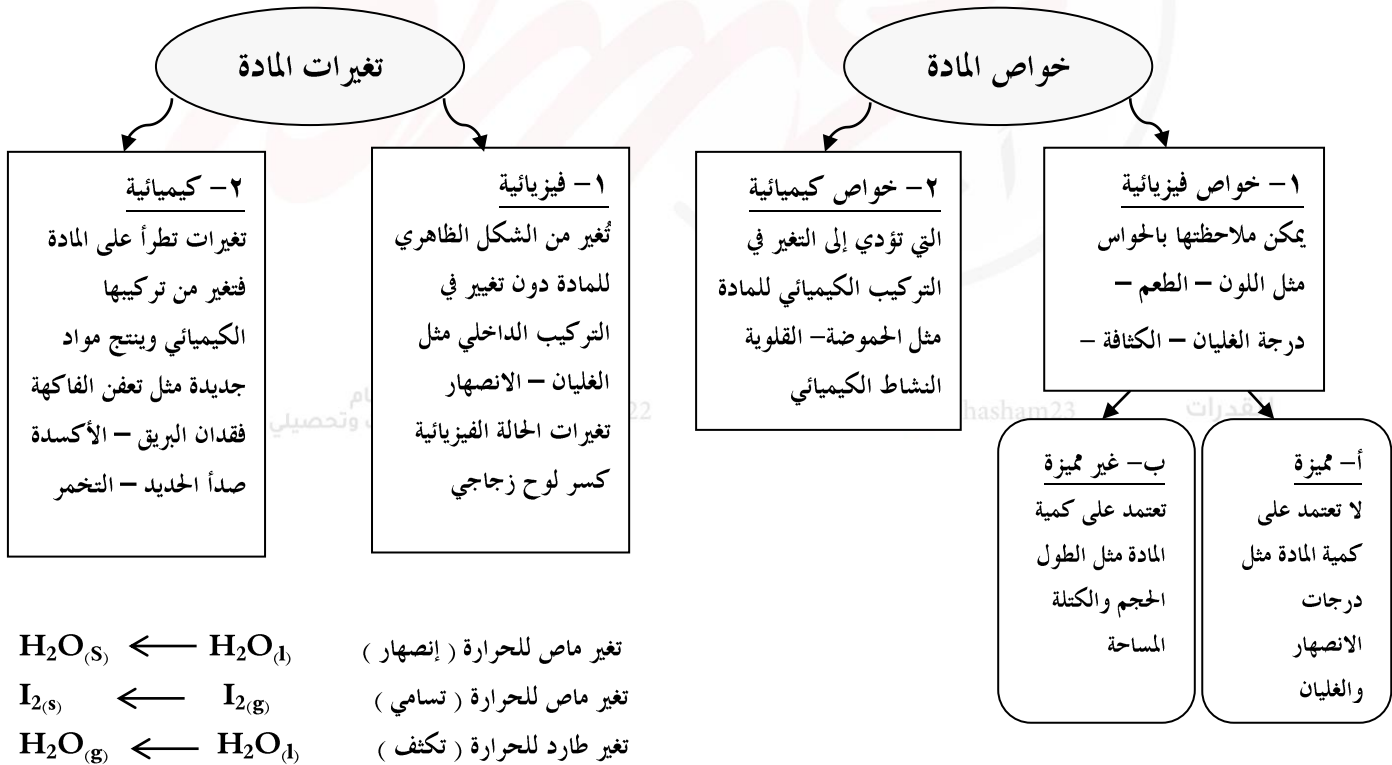 خواص المادة
١- خواص فيزيائية
يمكن ملاحظتها بالحواس
مثل اللون – الطعم –
درجة الغليان – الكثافة –
أ- مميزة
لا تعتمد على
كمية المادة مثل
درجات
الانصهار
والغليان
ب- غير مميزة
تعتمد على كمية
المادة مثل الطول
الحجم والكتلة
المساحة
٢- خواص كيميائية
التي تؤدي إلى التغير في
التركيب الكيميائي للمادة
مثل الحموضة- القلوية
النشاط الكيميائي
تغيرات المادة
١- فيزيائية
تُغير من الشكل الظاهري
للمادة دون تغيير في
التركيب الداخلي مثل
الغليان – الانصهار
تغيرات الحالة الفيزيائية
كسر لوح زجاجي
٢- كيميائية
تغيرات تطرأ على المادة
فتغير من تركيبها
الكيميائي وينتج مواد
جديدة مثل تعفن الفاكهة
فقدان البريق – الأكسدة
صدأ الحديد – التخمر
تغير ماص للحرارة ( إنصهار ) H₂O(l) ← H₂O(S)
تغير ماص للحرارة ( تسامي ) I₂(g) ← I₂(s)
تغير طارد للحرارة ( تكثف ) H₂O(l) ← H₂O(g)
القدرات
hasham23
22
وتحصيلي